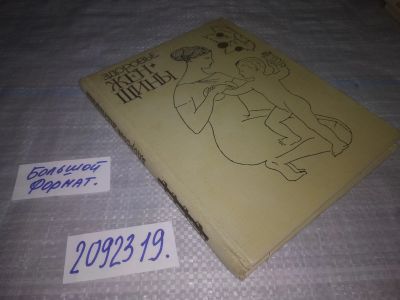 ЗДОРОВЬЕ
ЖЕН-
ЩИНЫ
БОЛЬШОЙ
ФОРМАТ.
2092319.